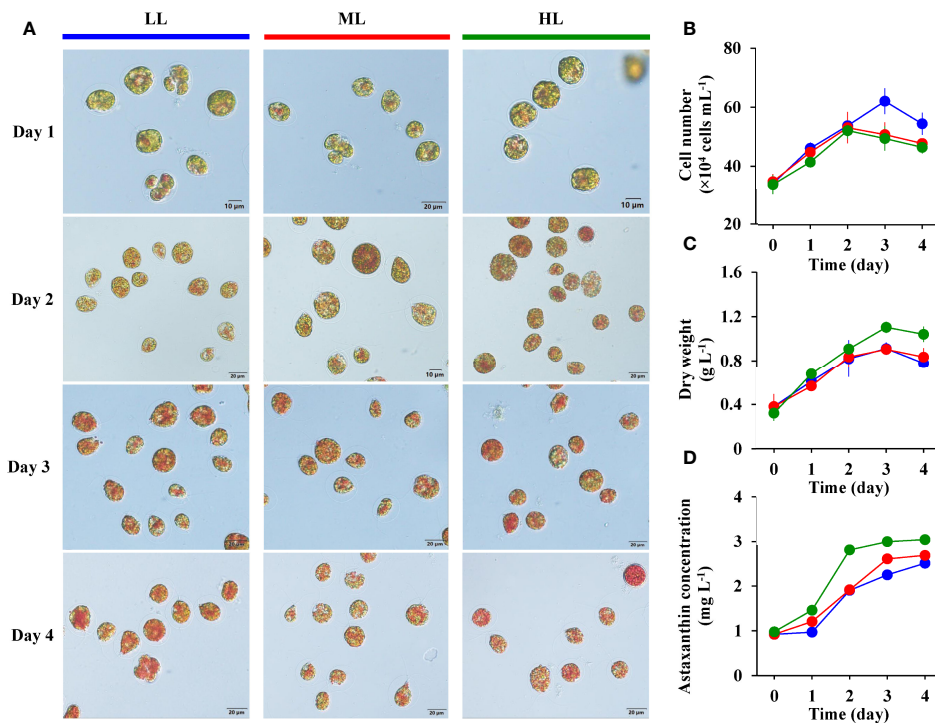 A
LL
ML
HL
Day 1
10 µm
20 µm
10 µm
Day 2
20 µm
10 µm
20 µm
Day 3
20 µm
20 µm
20 µm
Day 4
20 µm
20 µm
20 µm
B
Cell number
(×10⁴ cells mL⁻¹)
80
60
40
20
0 1 2 3 4
Time (day)
C
Dry weight
(g L⁻¹)
1.6
1.2
0.8
0.4
0
0 1 2 3 4
Time (day)
D
Astaxanthin concentration
(mg L⁻¹)
4
3
2
1
0
0 1 2 3 4
Time (day)